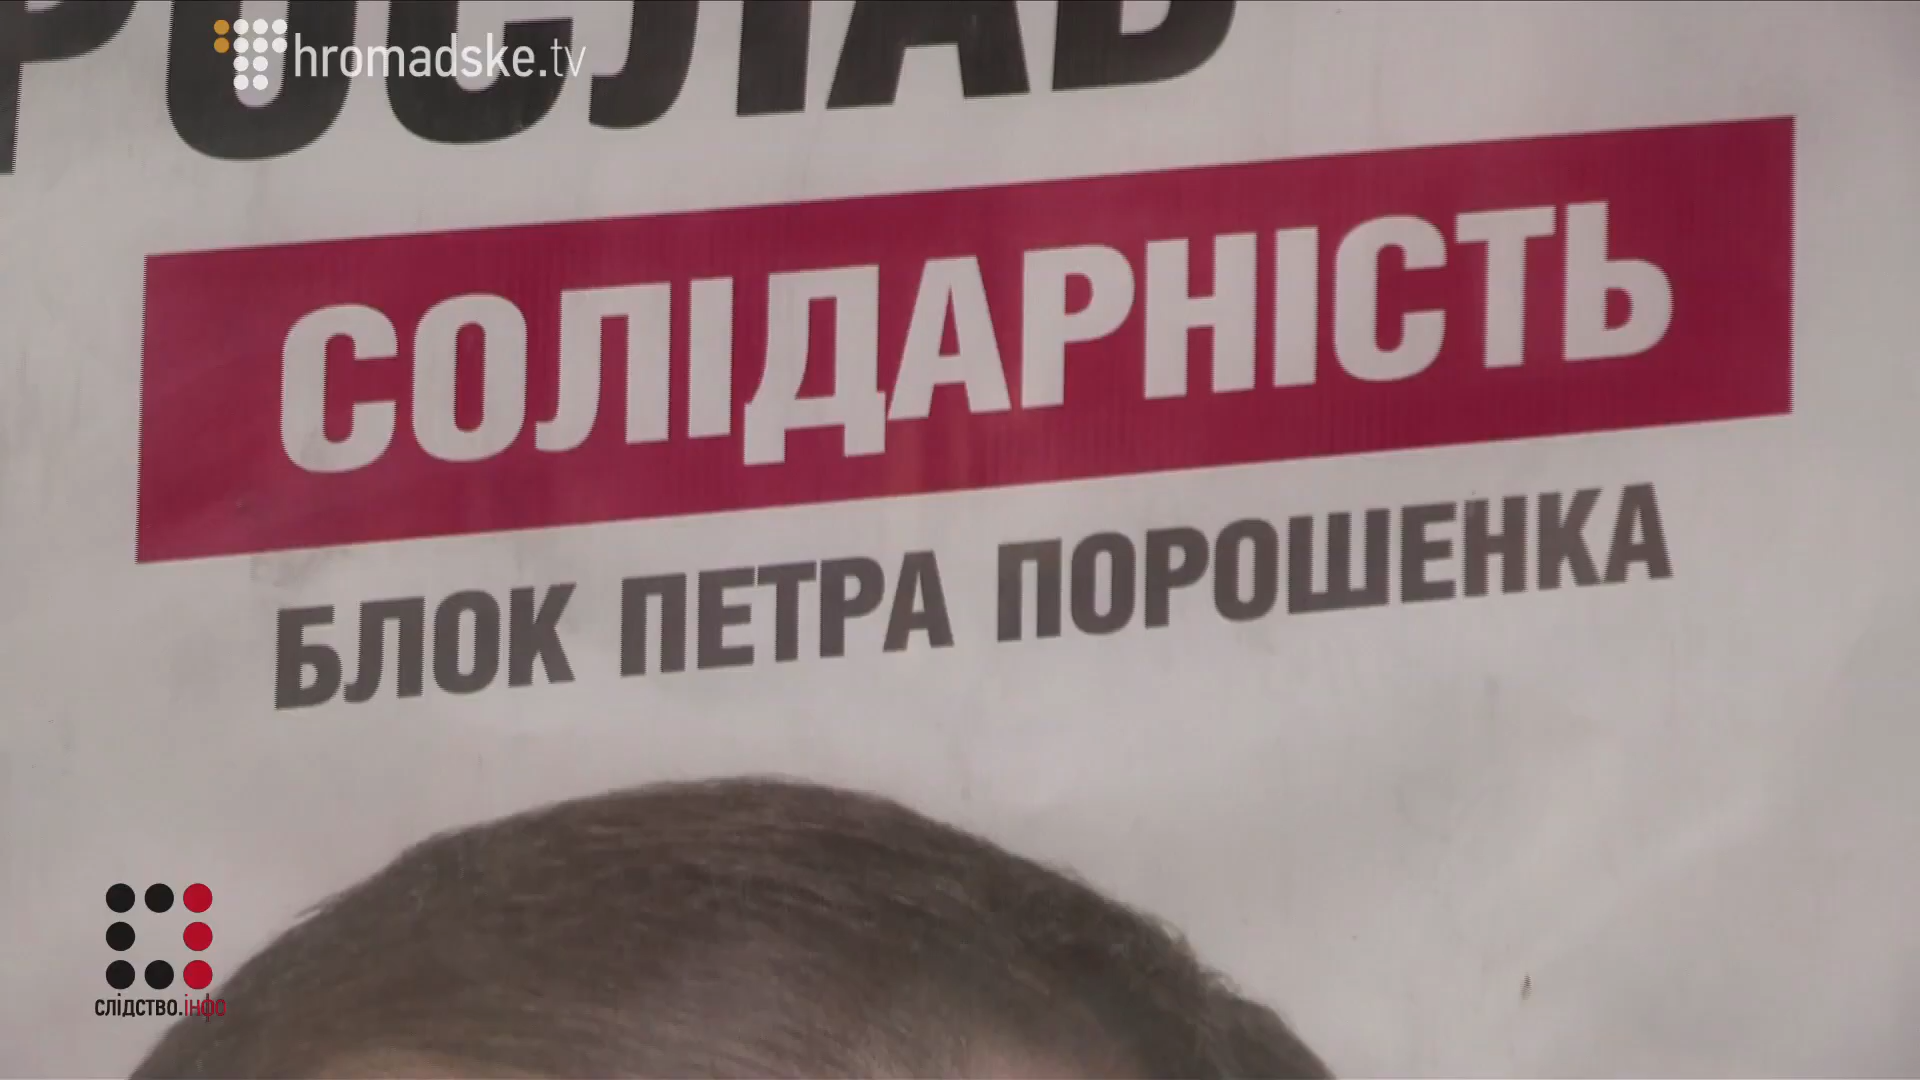 hromadske.tv
СОЛІДАРНІСТЬ
БЛОК ПЕТРА ПОРОШЕНКА
слідство.інфо